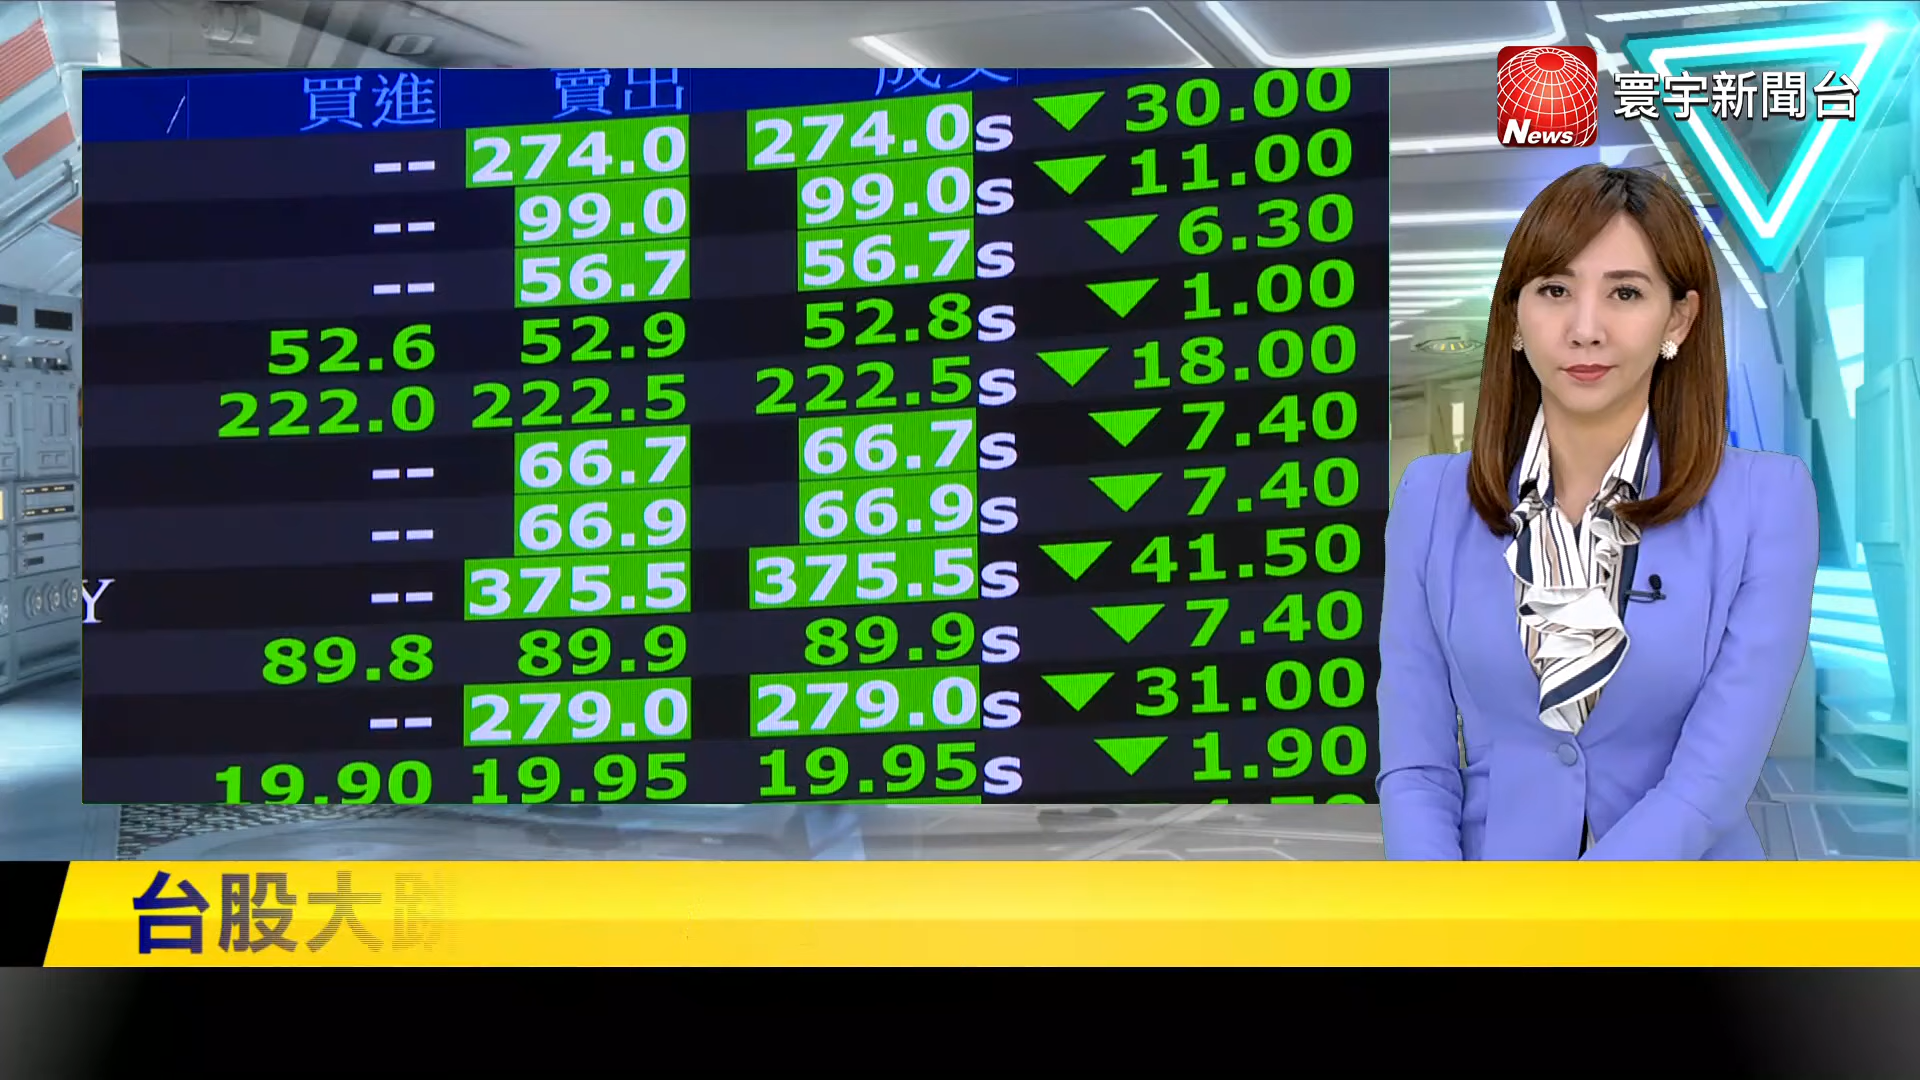 買進 賣出 成交
-- 274.0 274.0s ▼ 30.00
-- 99.0 99.0s ▼ 11.00
-- 56.7 56.7s ▼ 6.30
52.6 52.9 52.8s ▼ 1.00
222.0 222.5 222.5s ▼ 18.00
-- 66.7 66.7s ▼ 7.40
-- 66.9 66.9s ▼ 7.40
Y -- 375.5 375.5s ▼ 41.50
89.8 89.9 89.9s ▼ 7.40
-- 279.0 279.0s ▼ 31.00
19.90 19.95 19.95s ▼ 1.90
News
寰宇新聞台
台股大跌